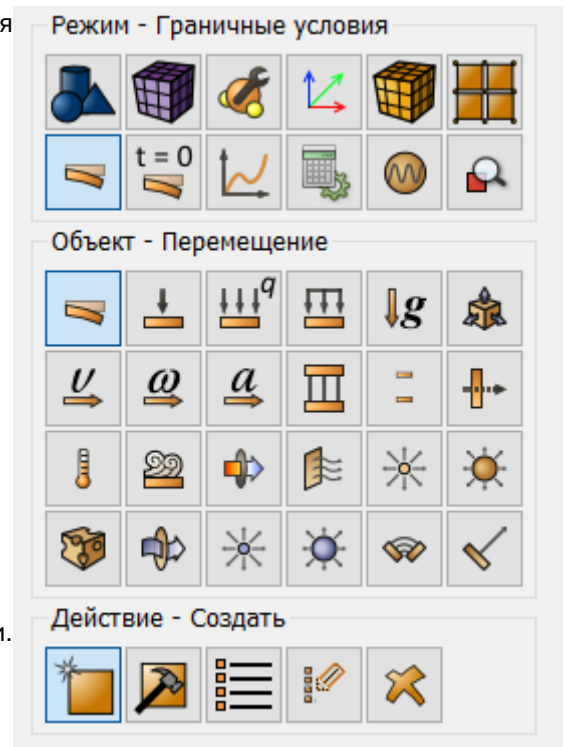 я
Режим - Граничные условия
t = 0
Объект - Перемещение
q
g
υ
ω
a
и.
Действие - Создать